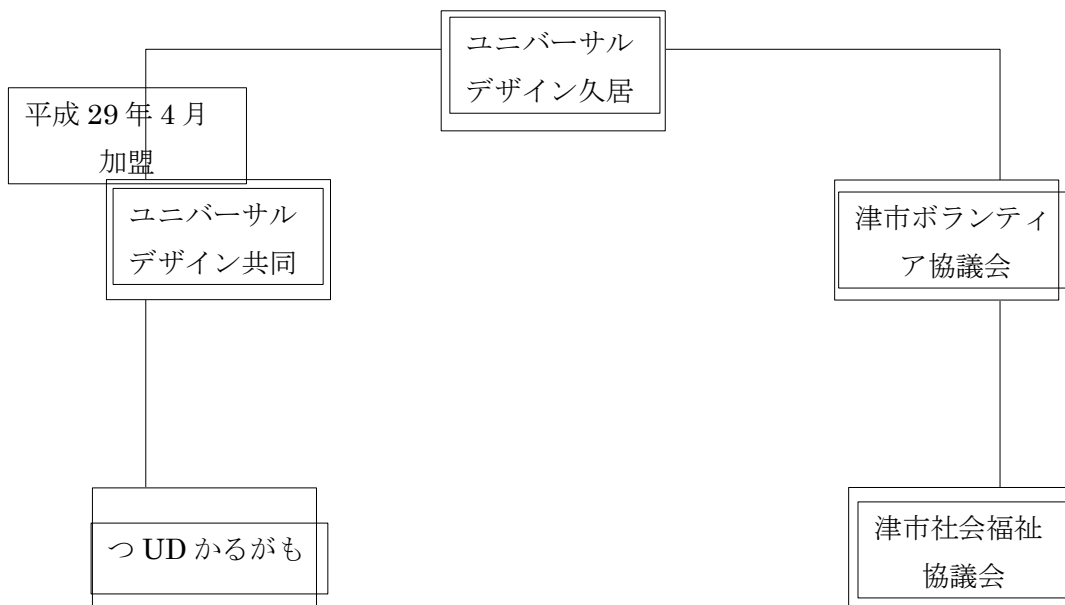 ユニバーサル
デザイン久居
平成 29 年 4 月
加盟
ユニバーサル
デザイン共同
津市ボランティ
ア協議会
つ UD かるがも
津市社会福祉
協議会